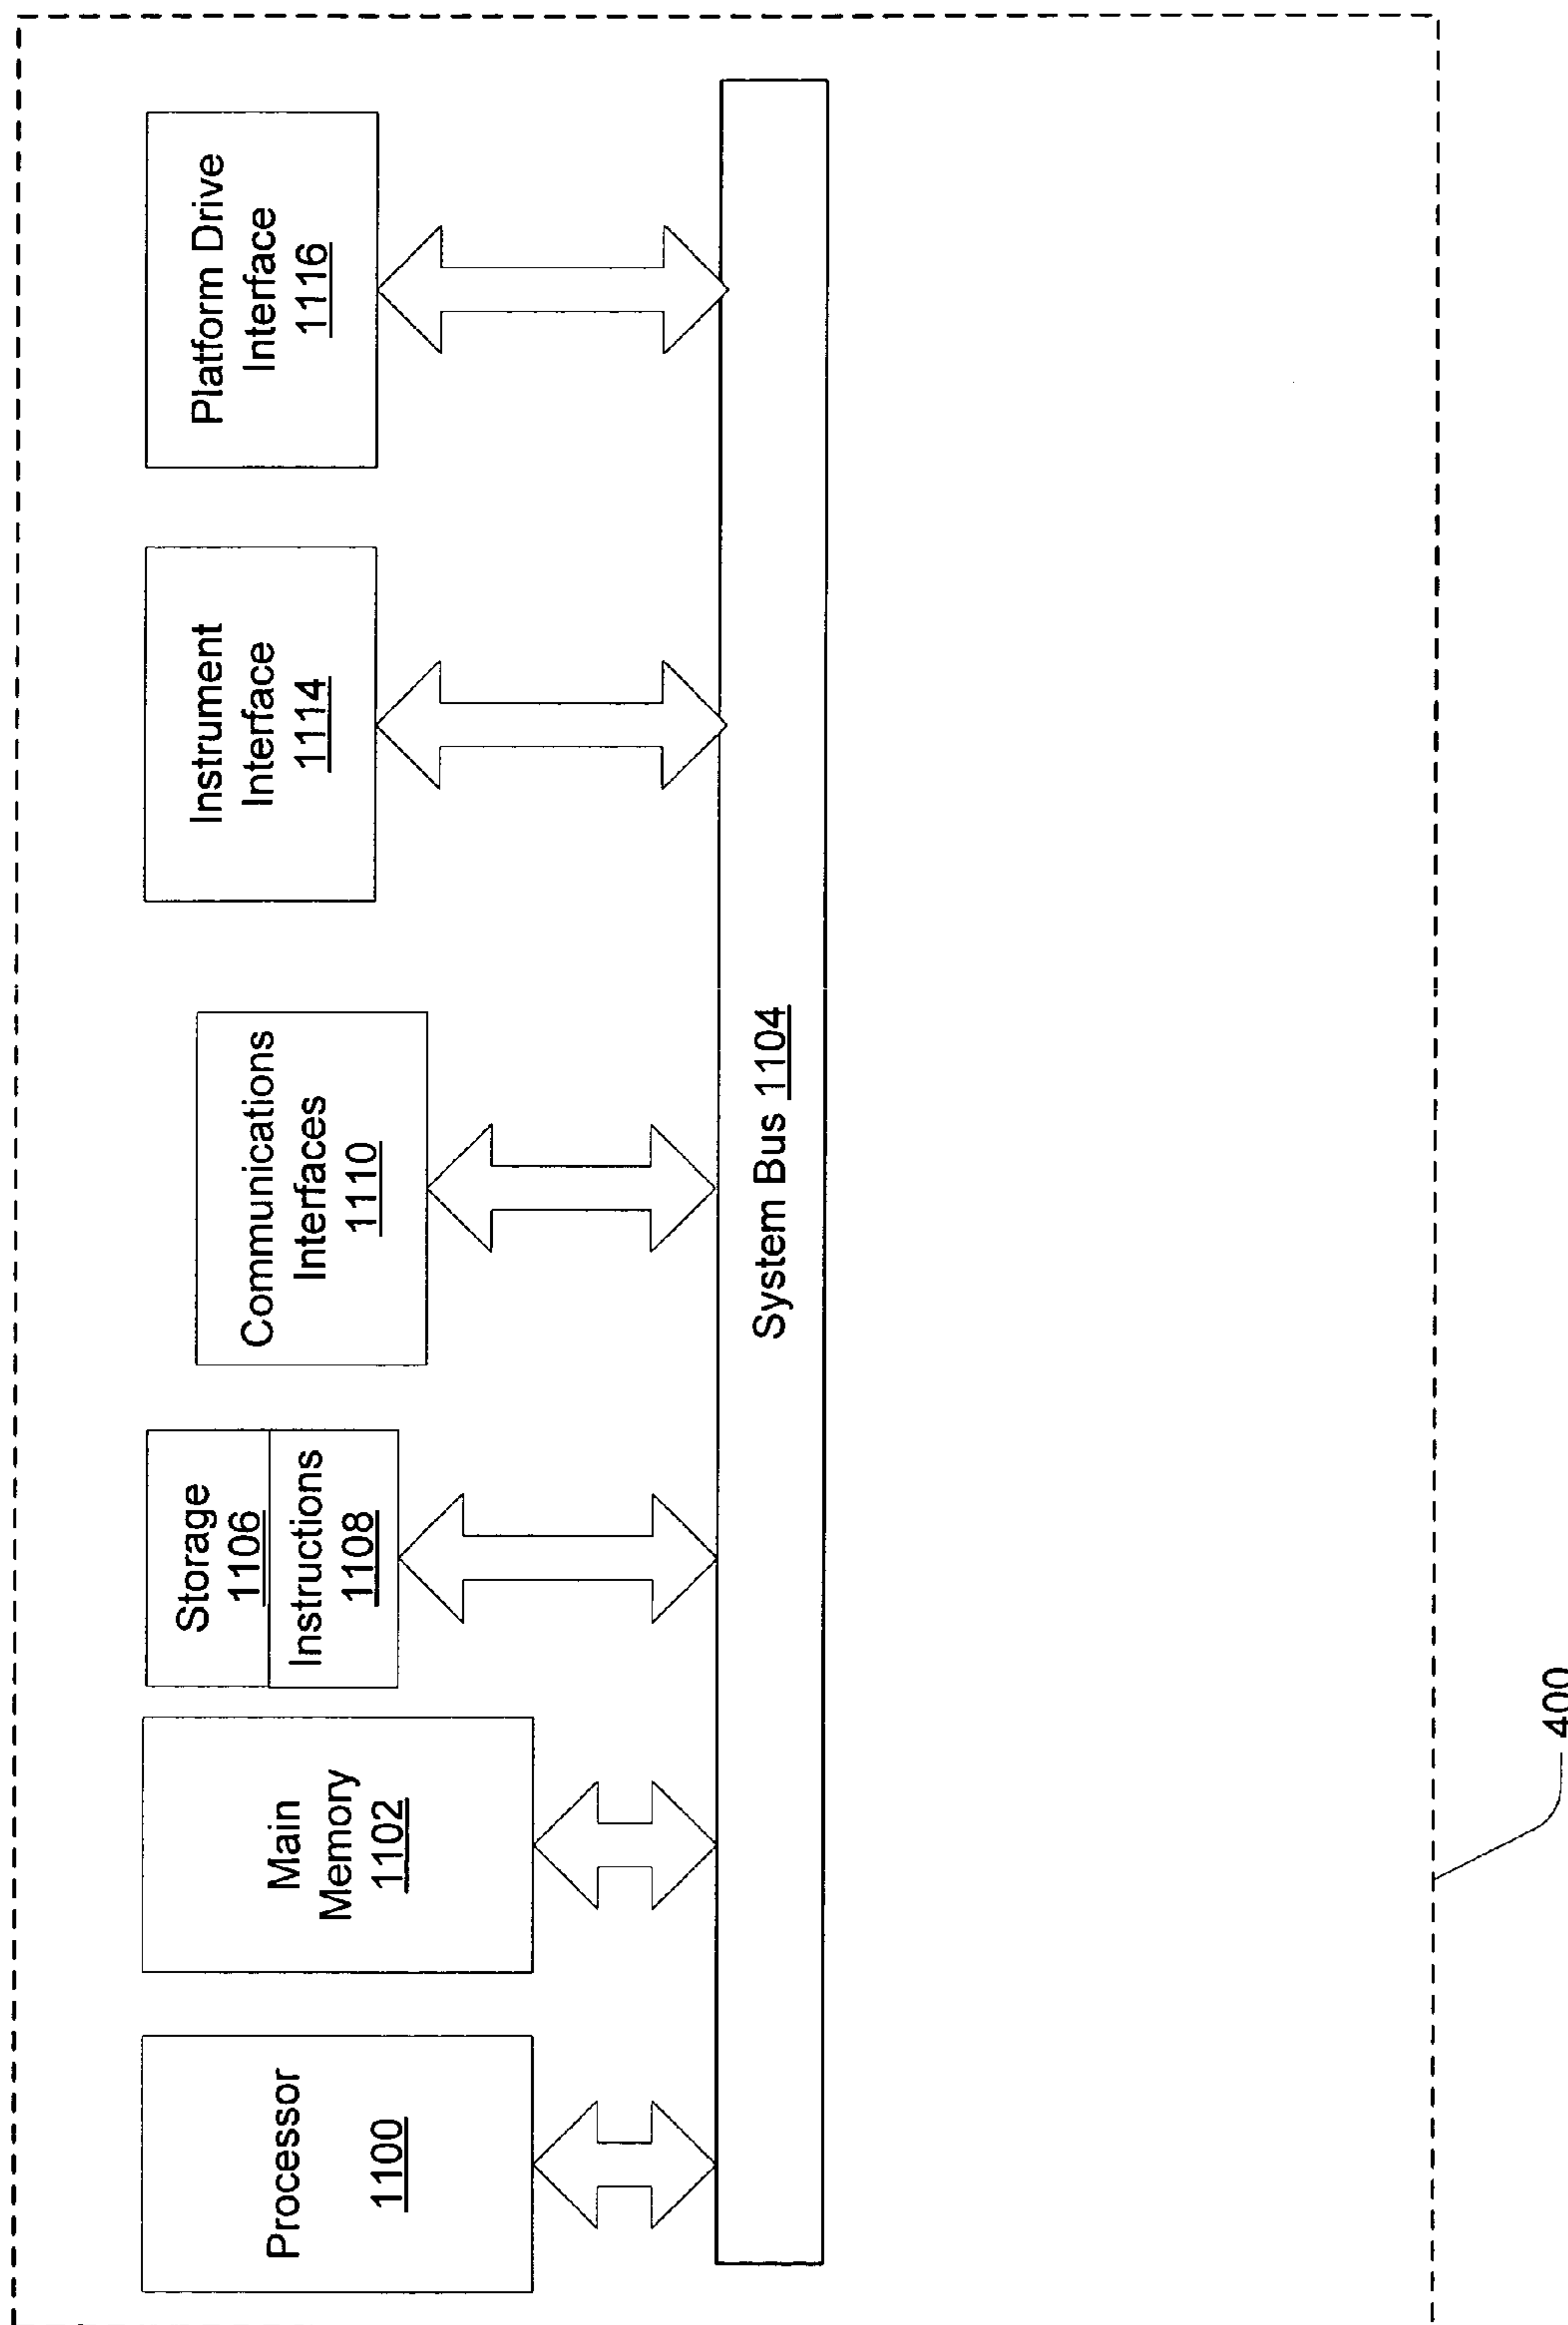 Processor
1100
Main
Memory
1102
Storage
1106
Instructions
1108
Communications
Interfaces
1110
Instrument
Interface
1114
Platform Drive
Interface
1116
System Bus 1104
400